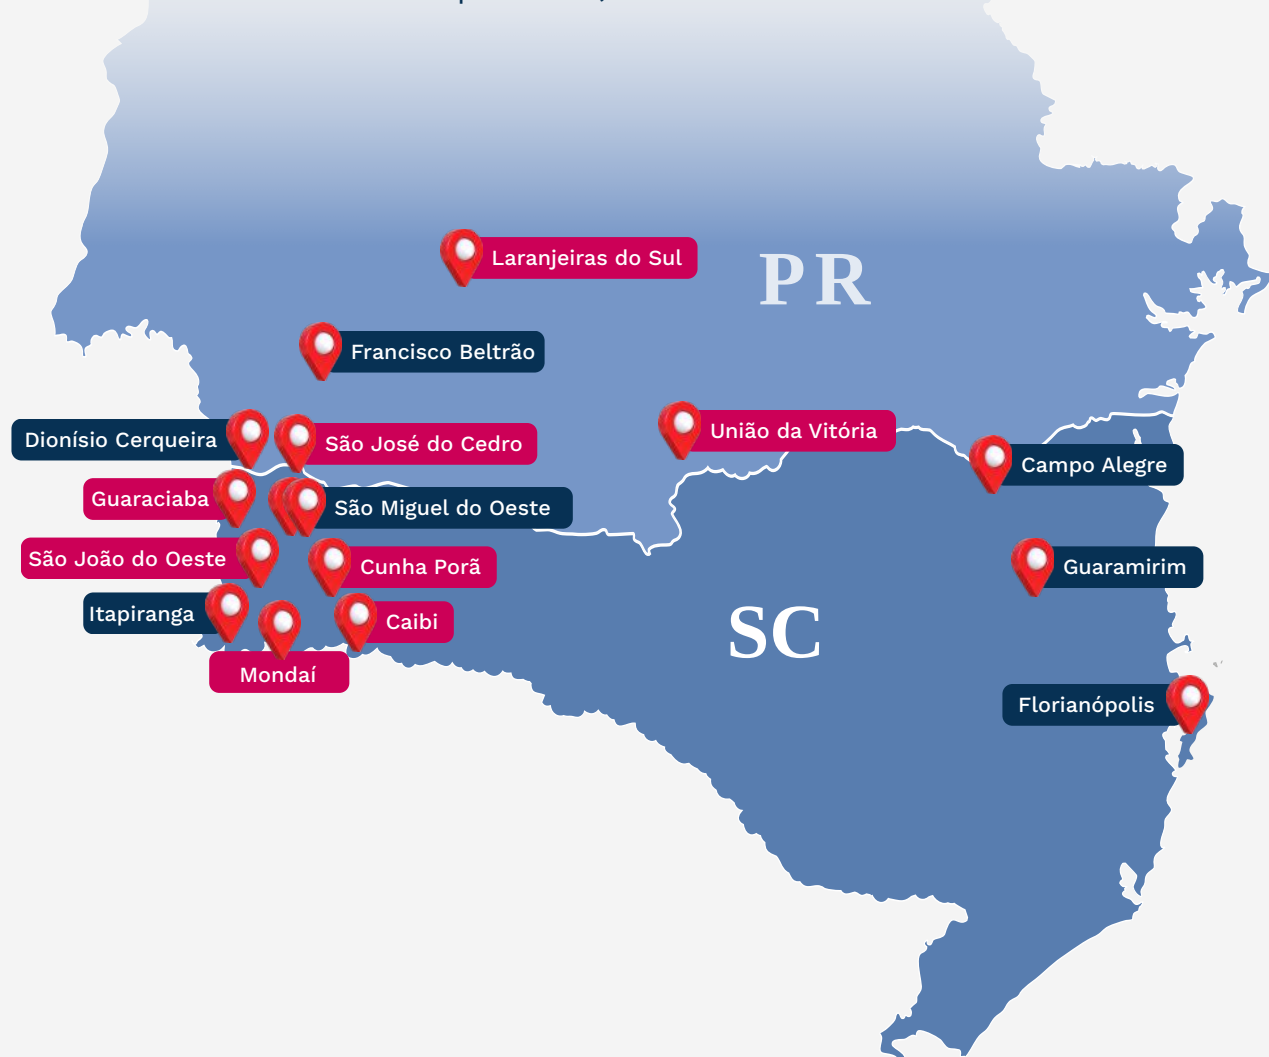 Laranjeiras do Sul
PR
Francisco Beltrão
Dionísio Cerqueira
São José do Cedro
União da Vitória
Campo Alegre
Guaraciaba
São Miguel do Oeste
São João do Oeste
Cunha Porã
Guaramirim
Itapiranga
Caibi
SC
Mondaí
Florianópolis